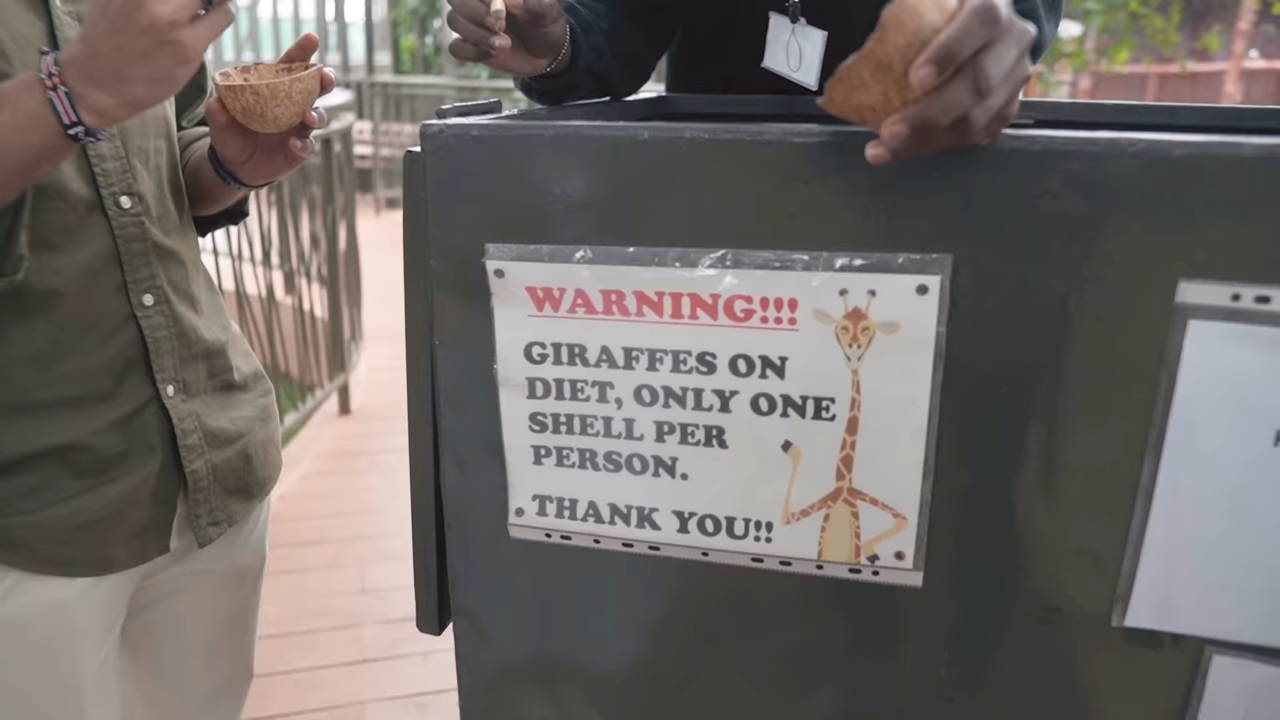 WARNING!!!
GIRAFFES ON
DIET, ONLY ONE
SHELL PER
PERSON.
THANK YOU!!